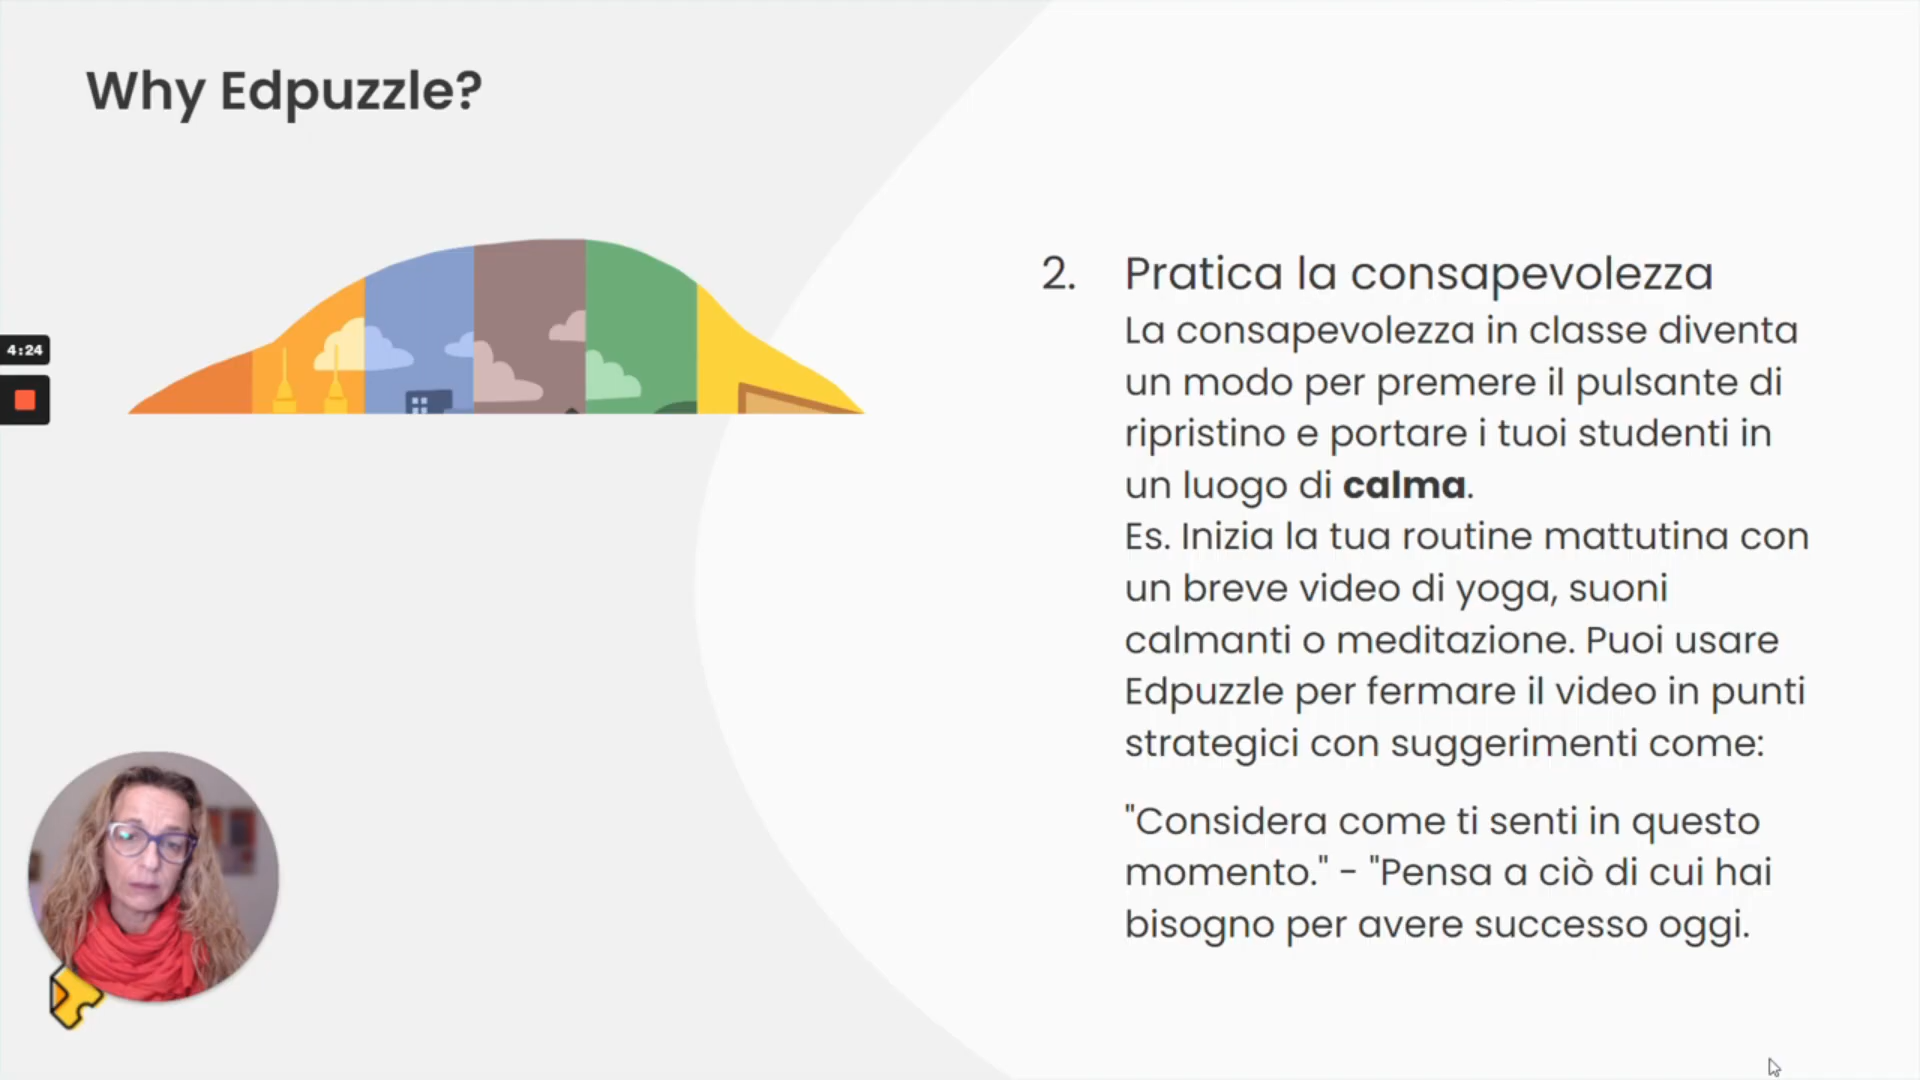 Why Edpuzzle?
4:24
2. Pratica la consapevolezza
La consapevolezza in classe diventa
un modo per premere il pulsante di
ripristino e portare i tuoi studenti in
un luogo di calma.
Es. Inizia la tua routine mattutina con
un breve video di yoga, suoni
calmanti o meditazione. Puoi usare
Edpuzzle per fermare il video in punti
strategici con suggerimenti come:
"Considera come ti senti in questo
momento." - "Pensa a ciò di cui hai
bisogno per avere successo oggi.